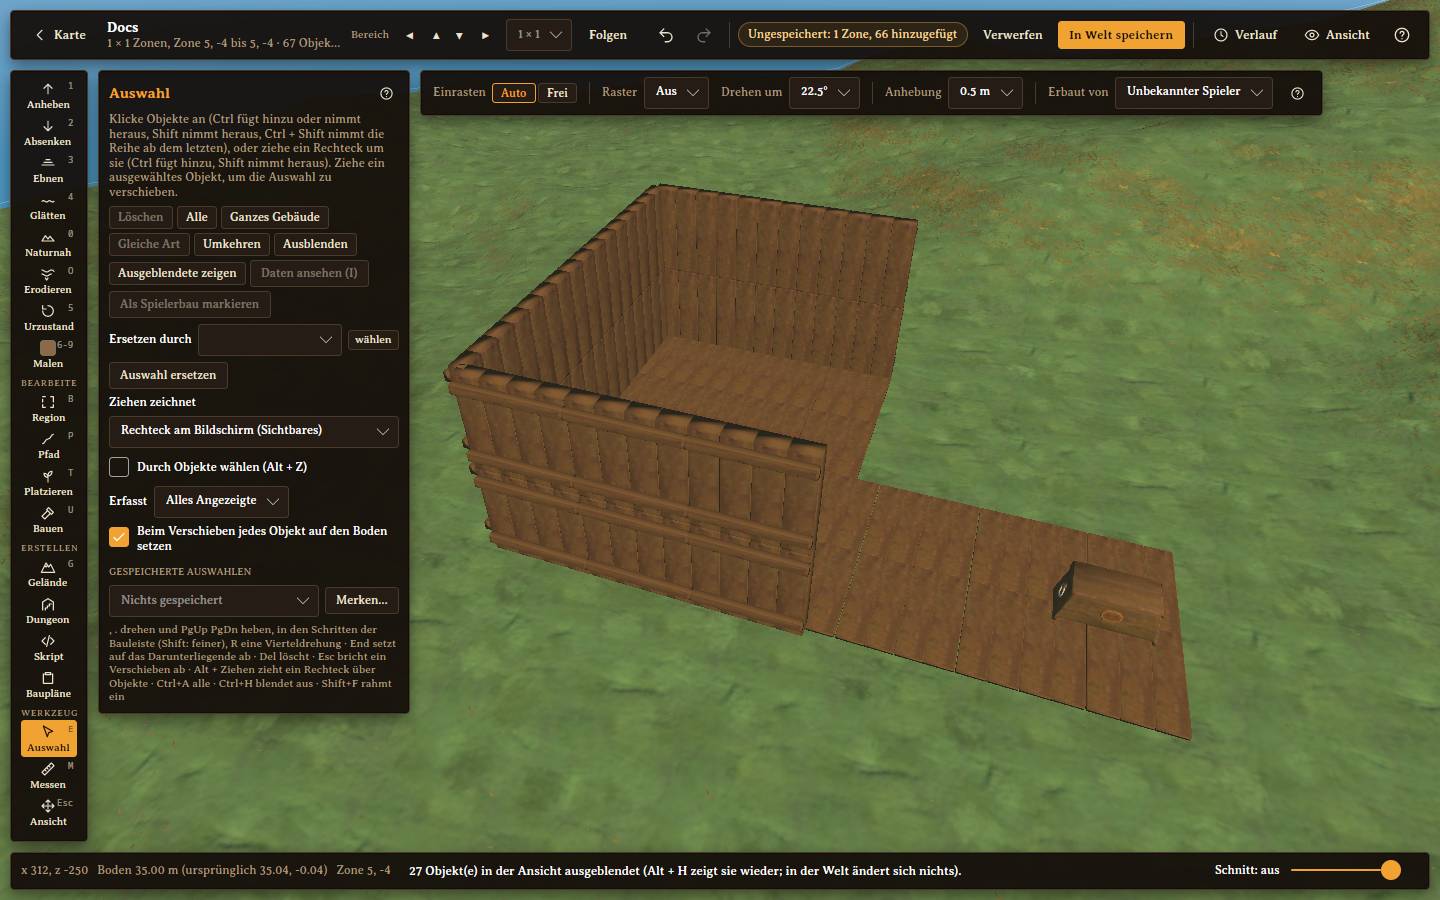 Karte
Docs
1 × 1 Zonen, Zone 5, -4 bis 5, -4 · 67 Objek...
Bereich
1 × 1
Folgen
Ungespeichert: 1 Zone, 66 hinzugefügt
Verwerfen
In Welt speichern
Verlauf
Ansicht
1
Anheben
2
Absenken
3
Ebnen
4
Glätten
0
Naturnah
O
Erodieren
5
Urzustand
6-9
Malen
BEARBEITE
B
Region
P
Pfad
T
Platzieren
U
Bauen
ERSTELLEN
G
Gelände
Dungeon
Skript
Baupläne
WERKZEUG
E
Auswahl
M
Messen
Esc
Ansicht
Auswahl
Klicke Objekte an (Ctrl fügt hinzu oder nimmt
heraus, Shift nimmt heraus, Ctrl + Shift nimmt die
Reihe ab dem letzten), oder ziehe ein Rechteck um
sie (Ctrl fügt hinzu, Shift nimmt heraus). Ziehe ein
ausgewähltes Objekt, um die Auswahl zu
verschieben.
Löschen Alle Ganzes Gebäude
Gleiche Art Umkehren Ausblenden
Ausgeblendete zeigen Daten ansehen (I)
Als Spielerbau markieren
Ersetzen durch wählen
Auswahl ersetzen
Ziehen zeichnet
Rechteck am Bildschirm (Sichtbares)
Durch Objekte wählen (Alt + Z)
Erfasst Alles Angezeigte
Beim Verschieben jedes Objekt auf den Boden
setzen
GESPEICHERTE AUSWAHLEN
Nichts gespeichert Merken...
, . drehen und PgUp PgDn heben, in den Schritten der
Bauleiste (Shift: feiner), R eine Vierteldrehung · End setzt
auf das Darunterliegende ab · Del löscht · Esc bricht ein
Verschieben ab · Alt + Ziehen zieht ein Rechteck über
Objekte · Ctrl+A alle · Ctrl+H blendet aus · Shift+F rahmt
ein
Einrasten Auto Frei Raster Aus Drehen um 22.5° Anhebung 0.5 m Erbaut von Unbekannter Spieler
x 312, z -250 Boden 35.00 m (ursprünglich 35.04, -0.04) Zone 5, -4 27 Objekt(e) in der Ansicht ausgeblendet (Alt + H zeigt sie wieder; in der Welt ändert sich nichts). Schnitt: aus